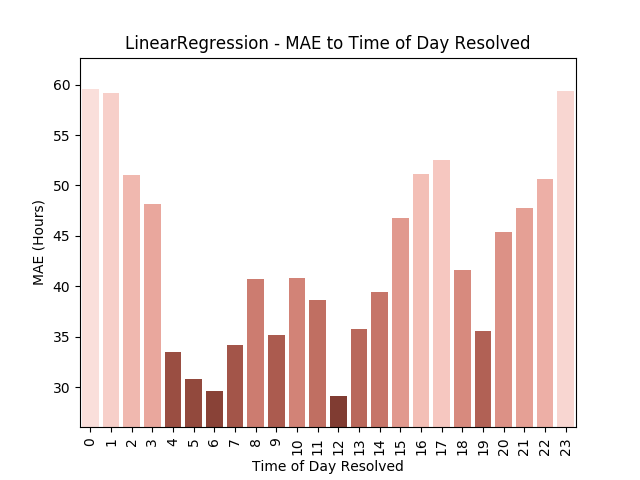 LinearRegression - MAE to Time of Day Resolved
60
55
50
45
40
35
30
MAE (Hours)
0 1 2 3 4 5 6 7 8 9 10 11 12 13 14 15 16 17 18 19 20 21 22 23
Time of Day Resolved